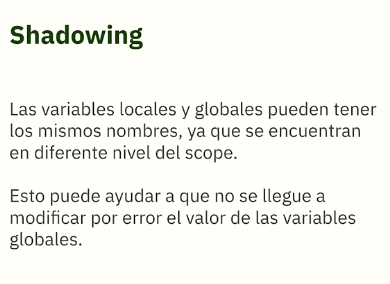 Shadowing
Las variables locales y globales pueden tener
los mismos nombres, ya que se encuentran
en diferente nivel del scope.
Esto puede ayudar a que no se llegue a
modificar por error el valor de las variables
globales.